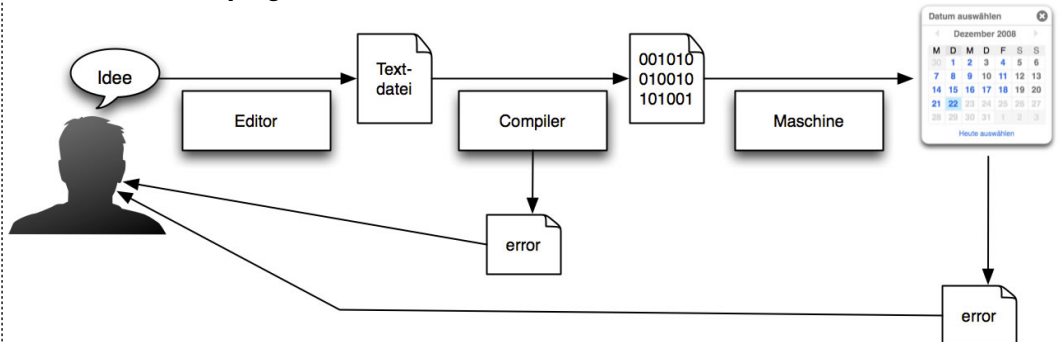 Idee
Text-
datei
001010
010010
101001
Editor
Compiler
Maschine
Datum auswählen
Dezember 2008
M D M D F S S
30 1 2 3 4 5 6
7 8 9 10 11 12 13
14 15 16 17 18 19 20
21 22 23 24 25 26 27
28 29 30 31 1 2 3
Heute auswählen
error
error